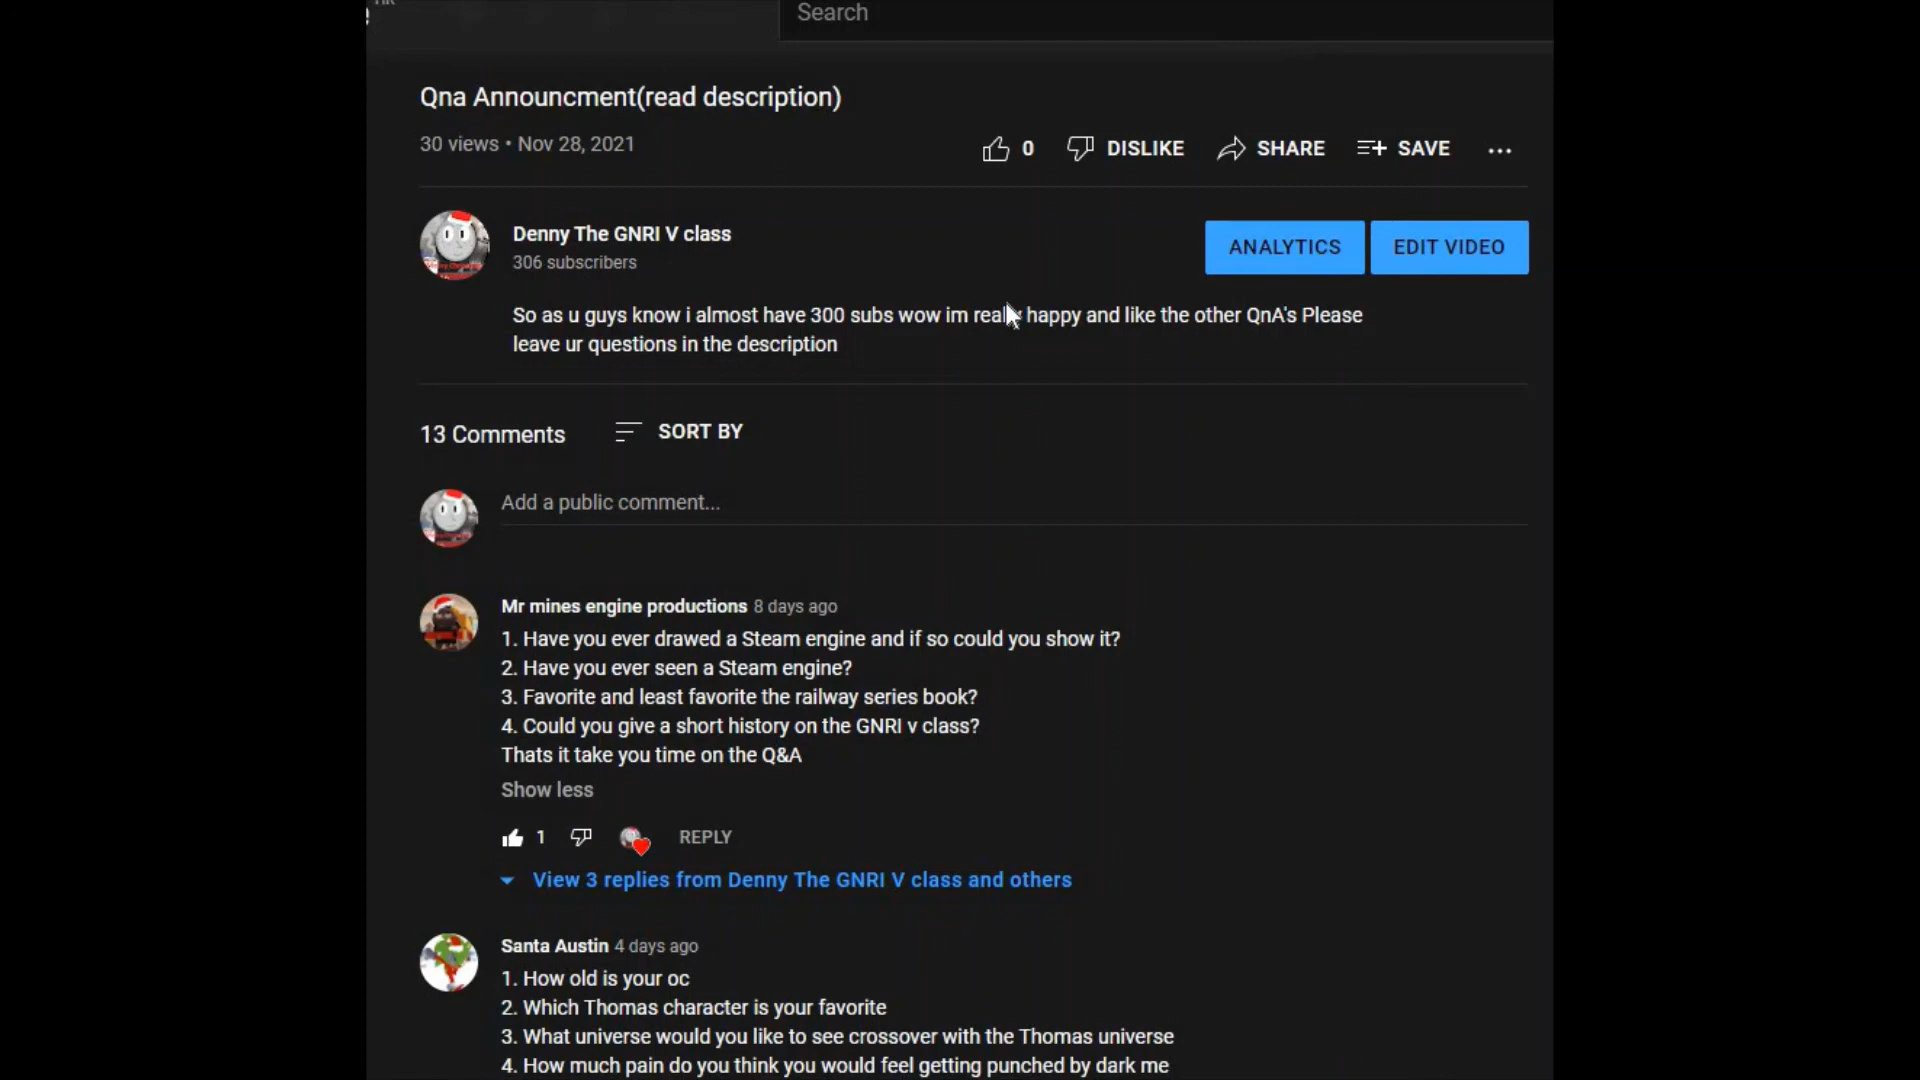 Search
Qna Announcment(read description)
30 views • Nov 28, 2021
0 DISLIKE SHARE SAVE ...
Denny The GNRI V class
306 subscribers
ANALYTICS EDIT VIDEO
So as u guys know i almost have 300 subs wow im really happy and like the other QnA's Please
leave ur questions in the description
13 Comments SORT BY
Add a public comment...
Mr mines engine productions 8 days ago
1. Have you ever drawed a Steam engine and if so could you show it?
2. Have you ever seen a Steam engine?
3. Favorite and least favorite the railway series book?
4. Could you give a short history on the GNRI v class?
Thats it take you time on the Q&A
Show less
1 REPLY
View 3 replies from Denny The GNRI V class and others
Santa Austin 4 days ago
1. How old is your oc
2. Which Thomas character is your favorite
3. What universe would you like to see crossover with the Thomas universe
4. How much pain do you think you would feel getting punched by dark me